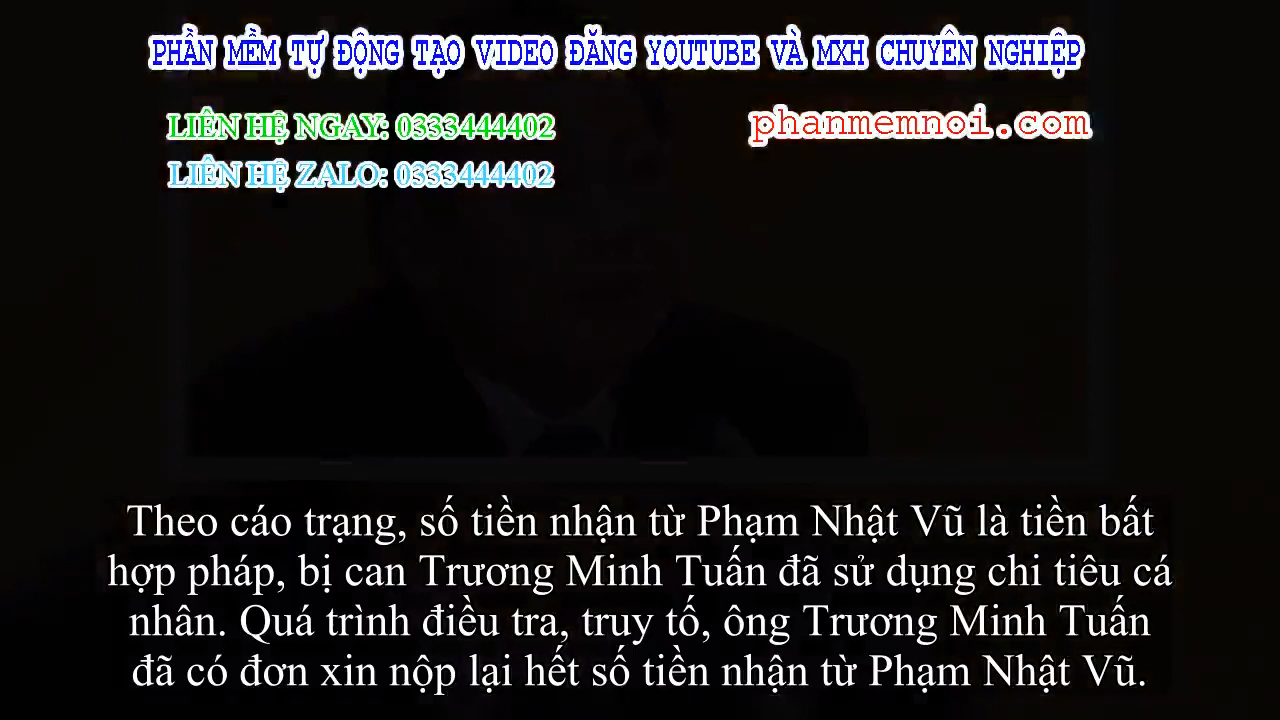 PHẦN MỀM TỰ ĐỘNG TẠO VIDEO ĐĂNG YOUTUBE VÀ MXH CHUYÊN NGHIỆP
LIÊN HỆ NGAY: 0333444402
phanmemnoi.com
LIÊN HỆ ZALO: 0333444402
Theo cáo trạng, số tiền nhận từ Phạm Nhật Vũ là tiền bất
hợp pháp, bị can Trương Minh Tuấn đã sử dụng chi tiêu cá
nhân. Quá trình điều tra, truy tố, ông Trương Minh Tuấn
đã có đơn xin nộp lại hết số tiền nhận từ Phạm Nhật Vũ.